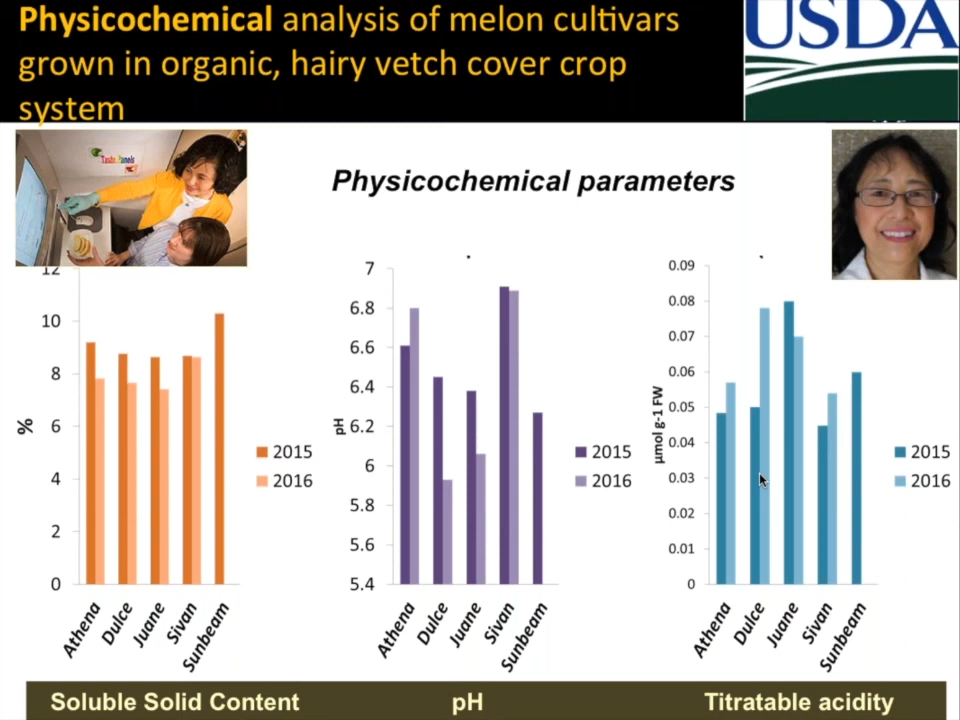 Physicochemical analysis of melon cultivars
grown in organic, hairy vetch cover crop
system
USDA
Taste Panels
Physicochemical parameters
12
10
8
6
4
2
0
%
2015
2016
Athena
Dulce
Juane
Sivan
Sunbeam
7
6.8
6.6
6.4
6.2
6
5.8
5.6
5.4
pH
2015
2016
Athena
Dulce
Juane
Sivan
Sunbeam
0.09
0.08
0.07
0.06
0.05
0.04
0.03
0.02
0.01
0
µmol g-1 FW
2015
2016
Athena
Dulce
Juane
Sivan
Sunbeam
Soluble Solid Content
pH
Titratable acidity